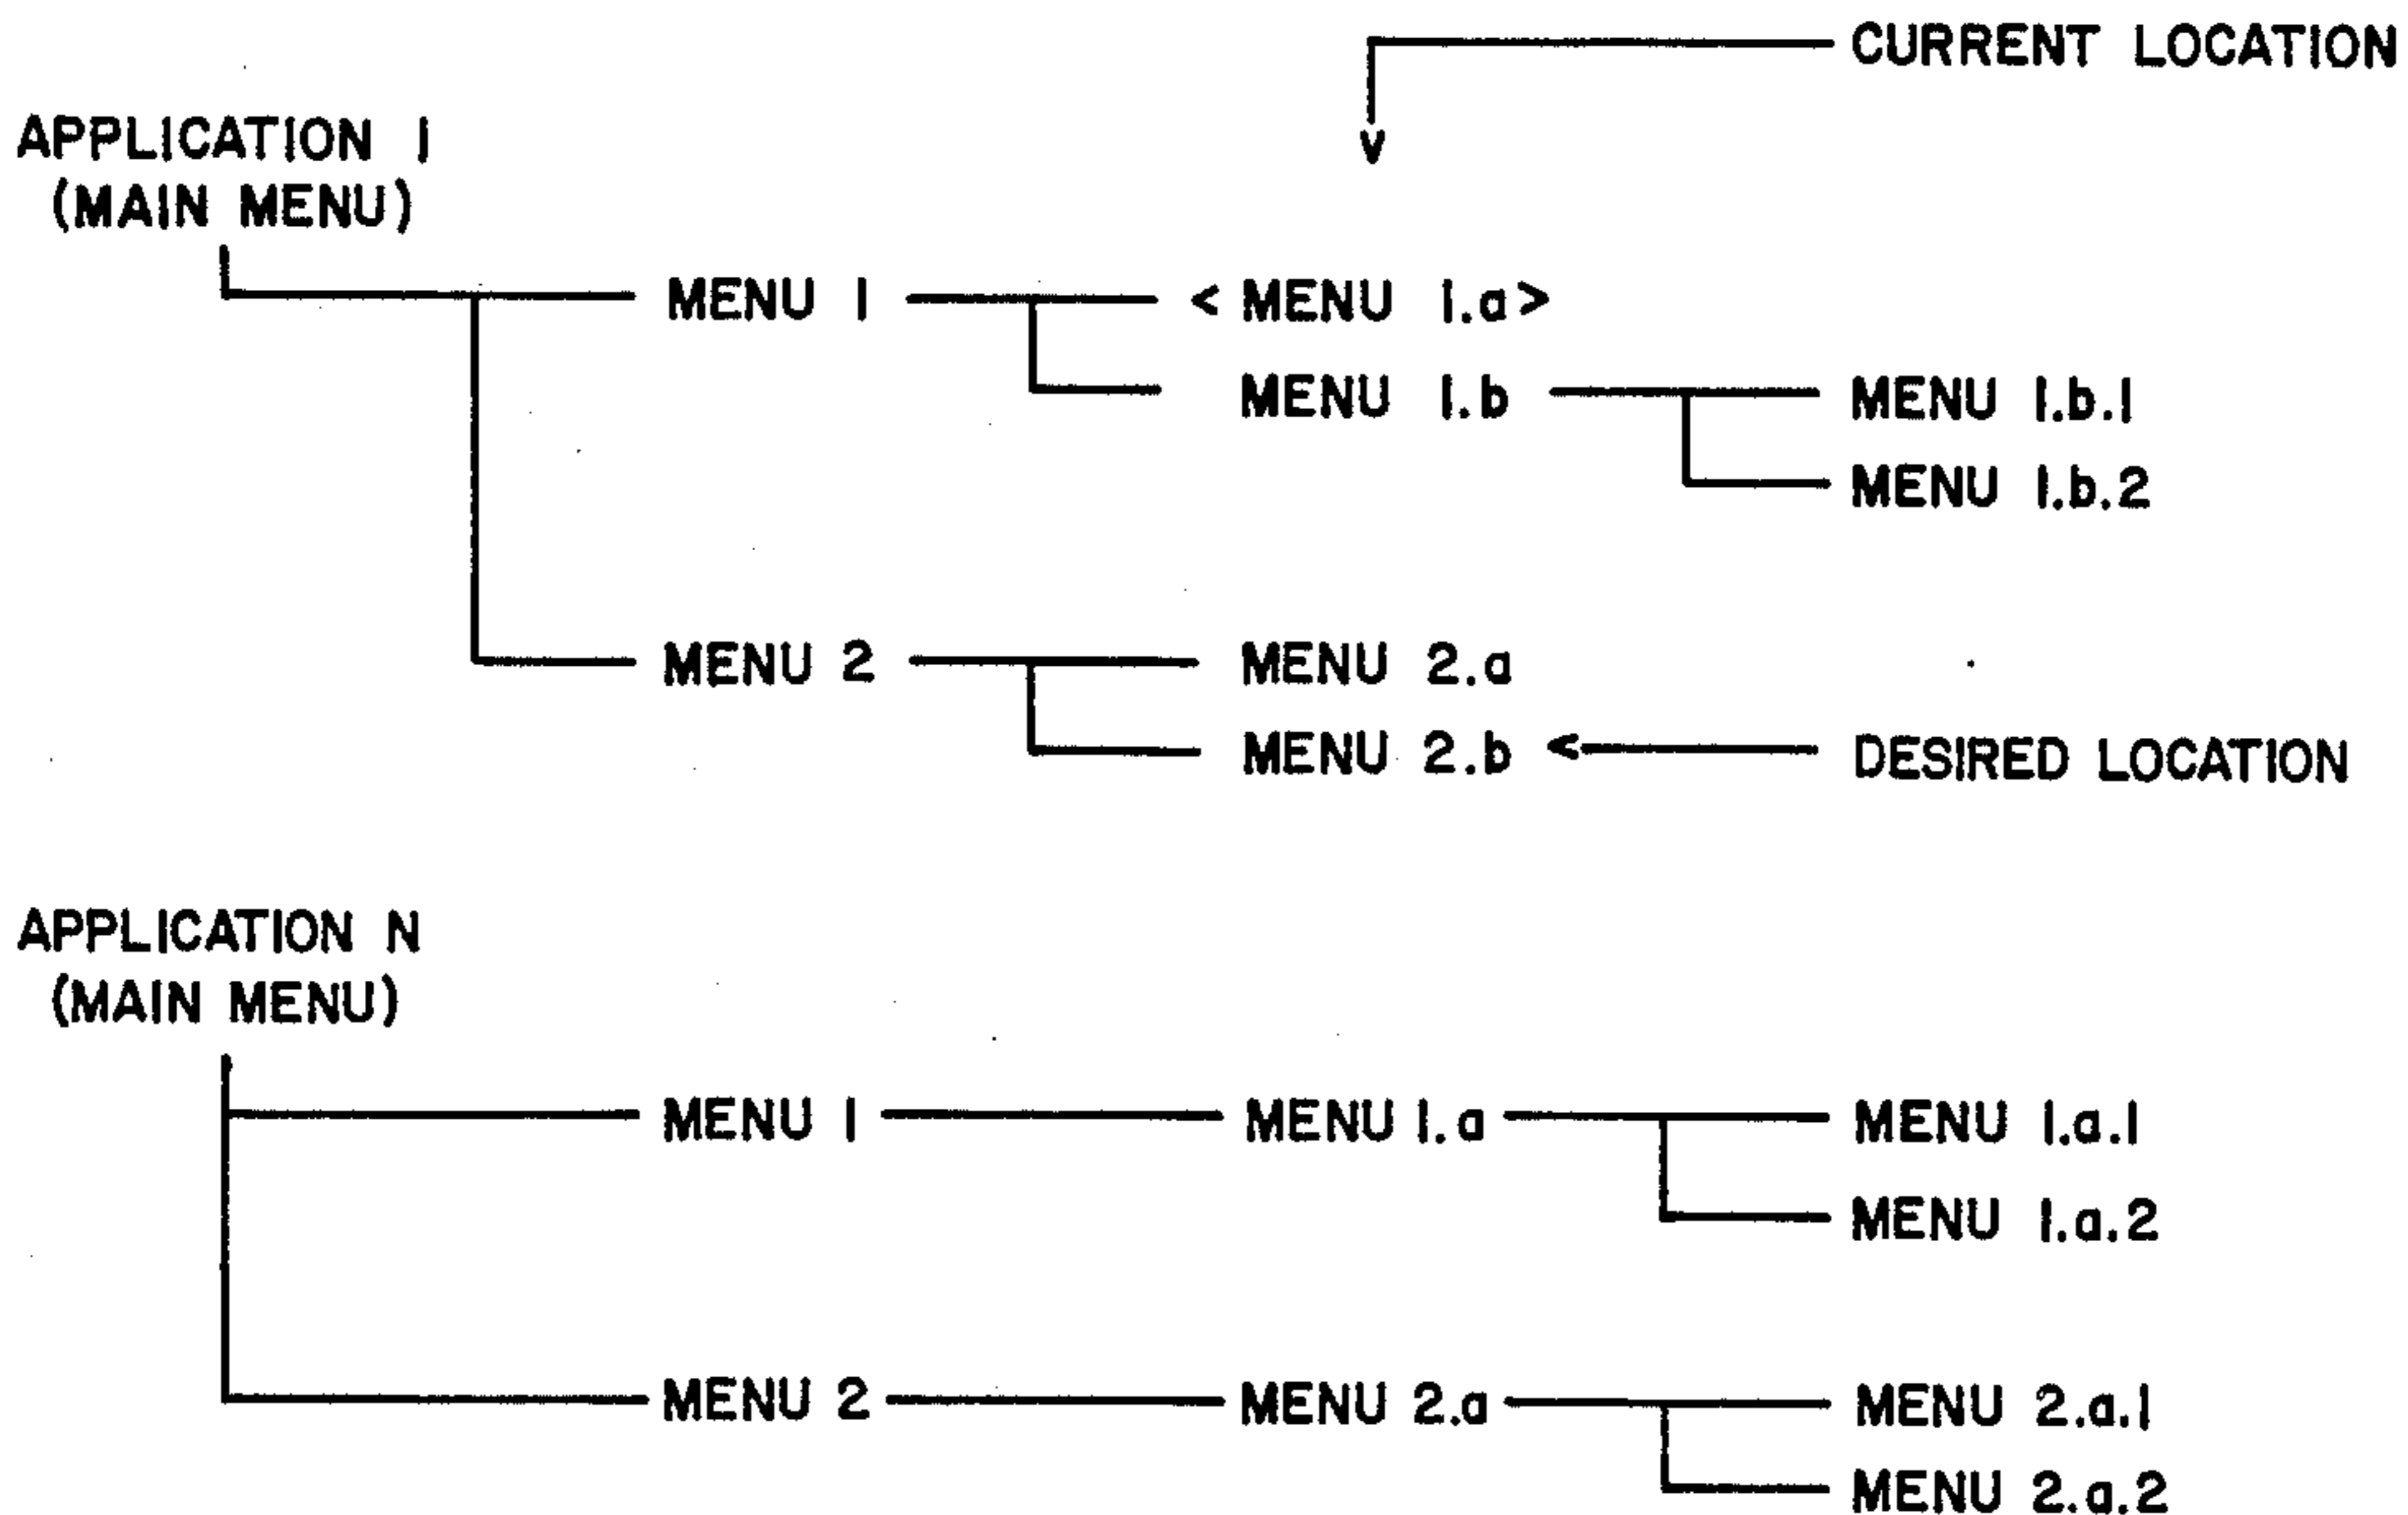 CURRENT LOCATION
APPLICATION 1
(MAIN MENU)
MENU 1
< MENU 1.a >
MENU 1.b
MENU 1.b.1
MENU 1.b.2
MENU 2
MENU 2.a
MENU 2.b
DESIRED LOCATION
APPLICATION N
(MAIN MENU)
MENU 1
MENU 1.a
MENU 1.a.1
MENU 1.a.2
MENU 2
MENU 2.a
MENU 2.a.1
MENU 2.a.2